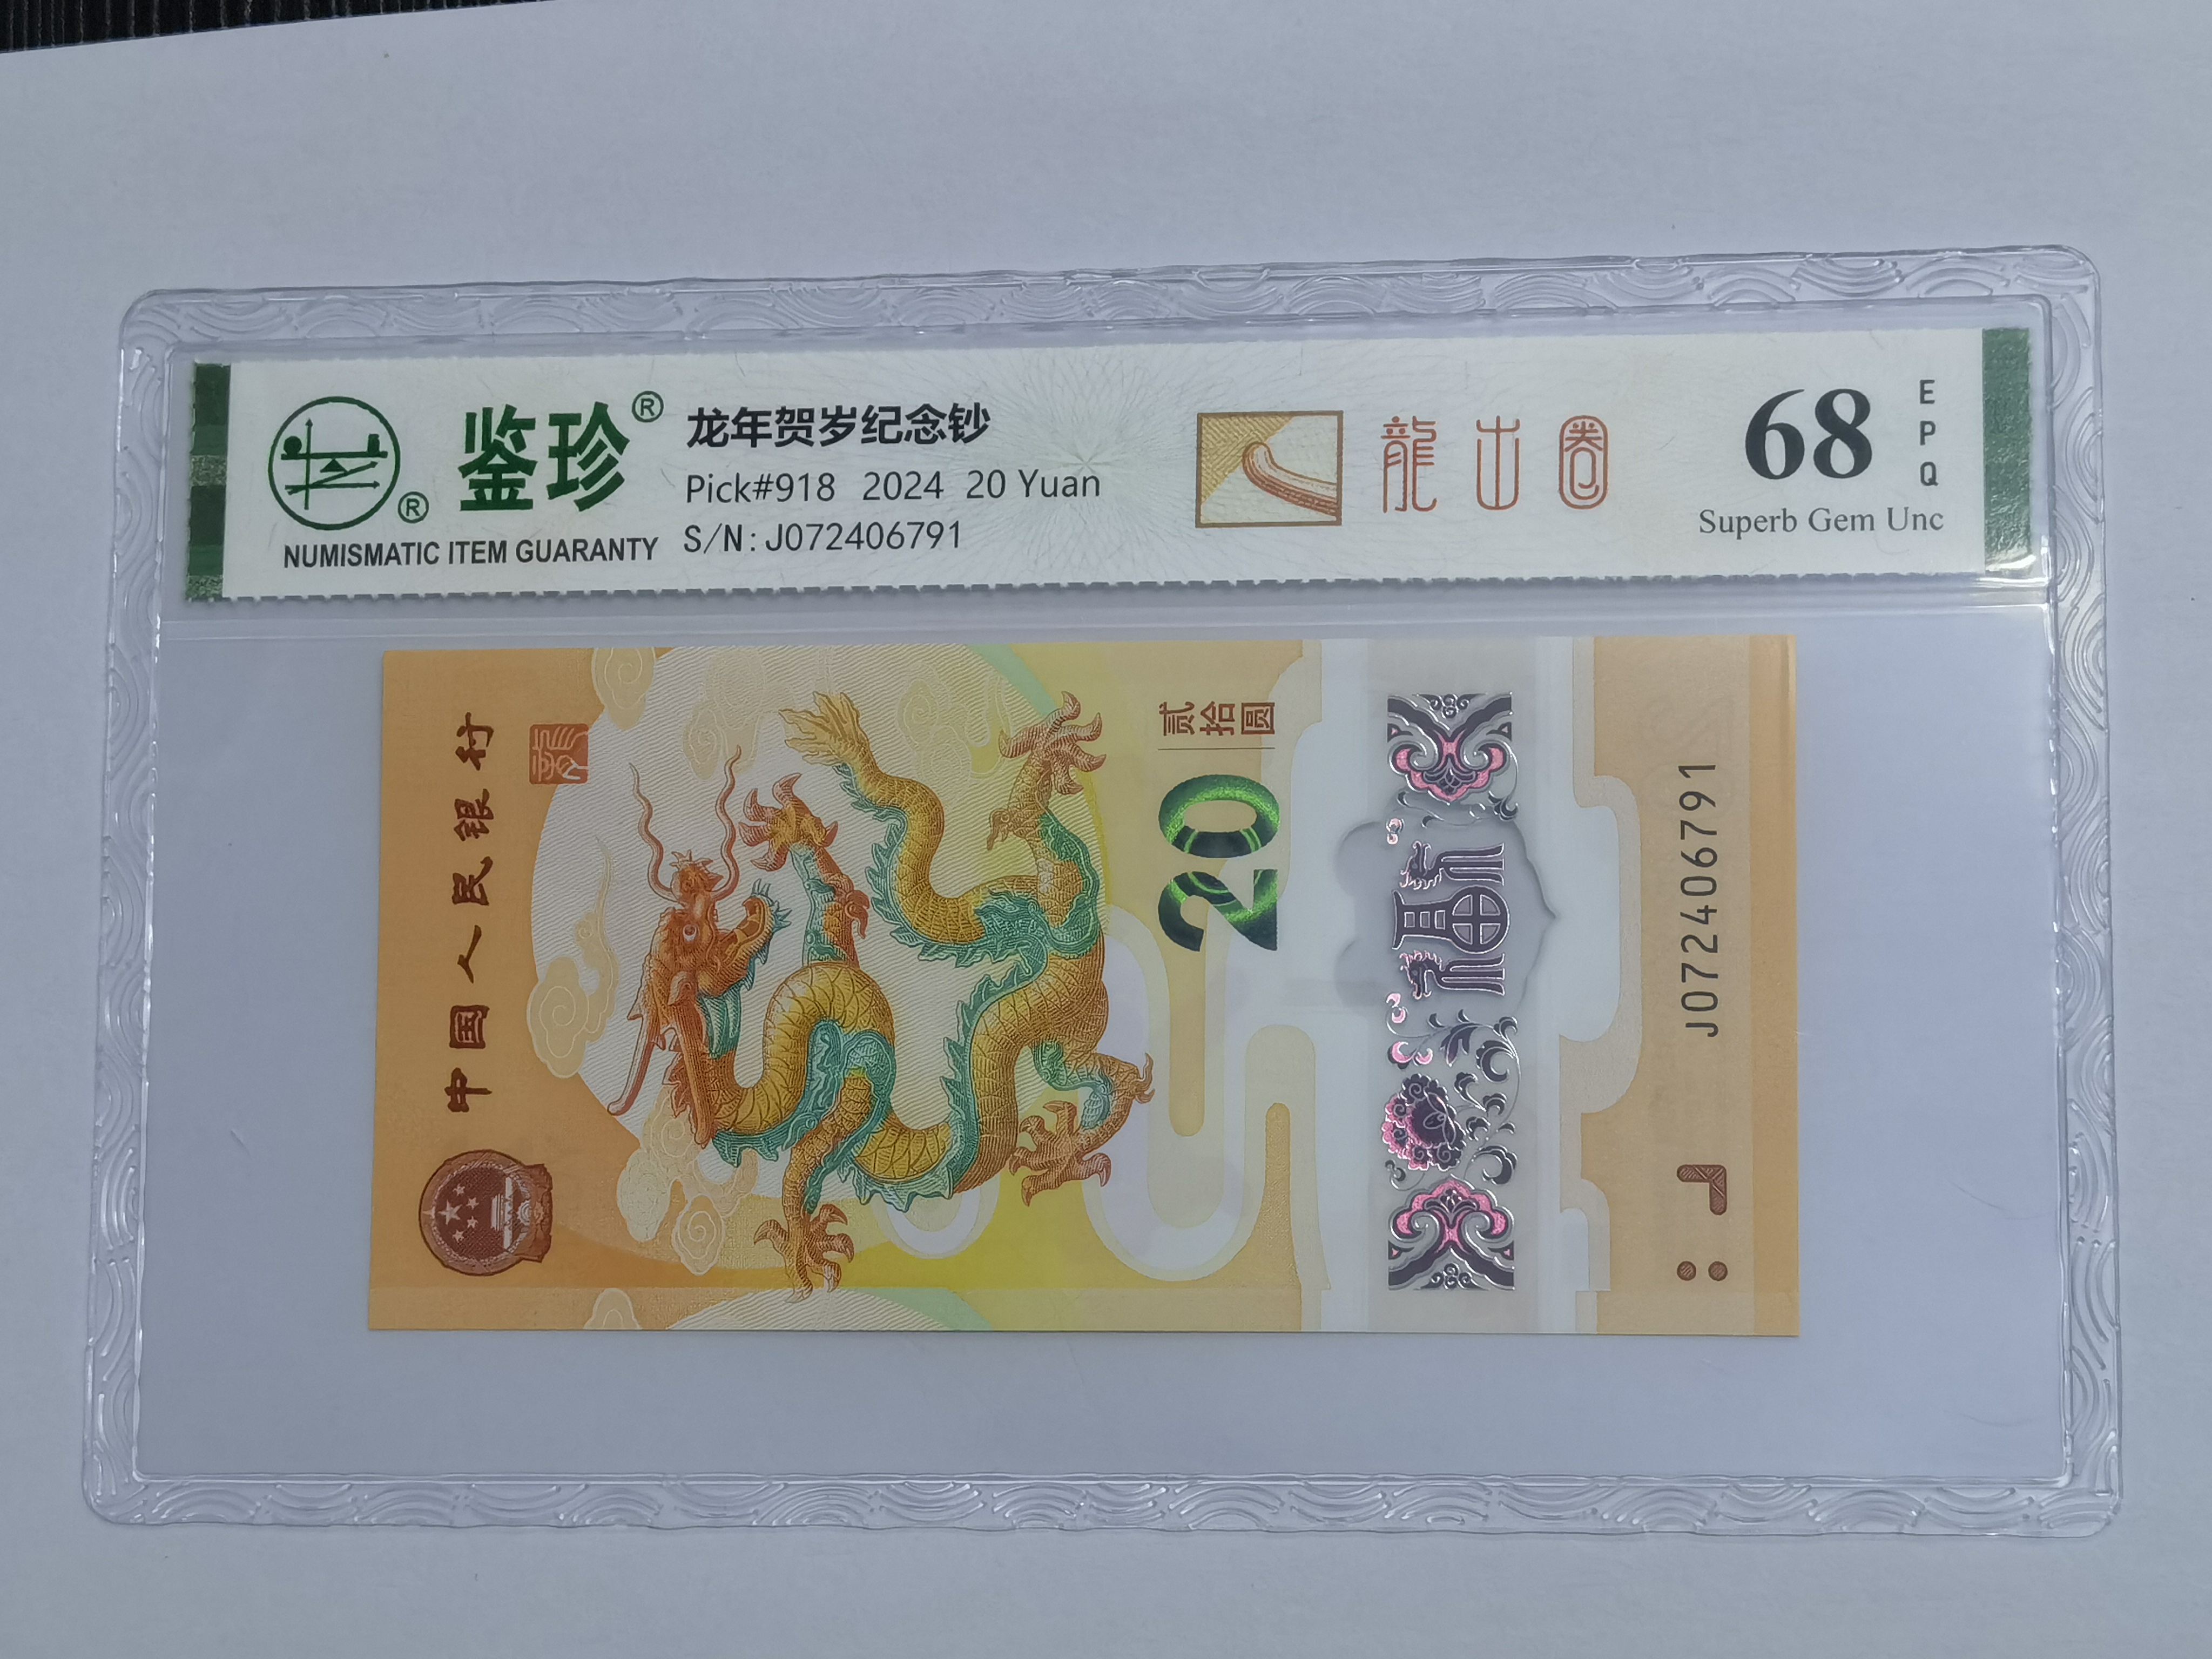 鉴珍®
®
NUMISMATIC ITEM GUARANTY
龙年贺岁纪念钞
Pick#918 2024 20 Yuan
S/N:J072406791
龍出圈
68
EPQ
Superb Gem Unc
中国人民银行
贰拾圆
20
福
J072406791